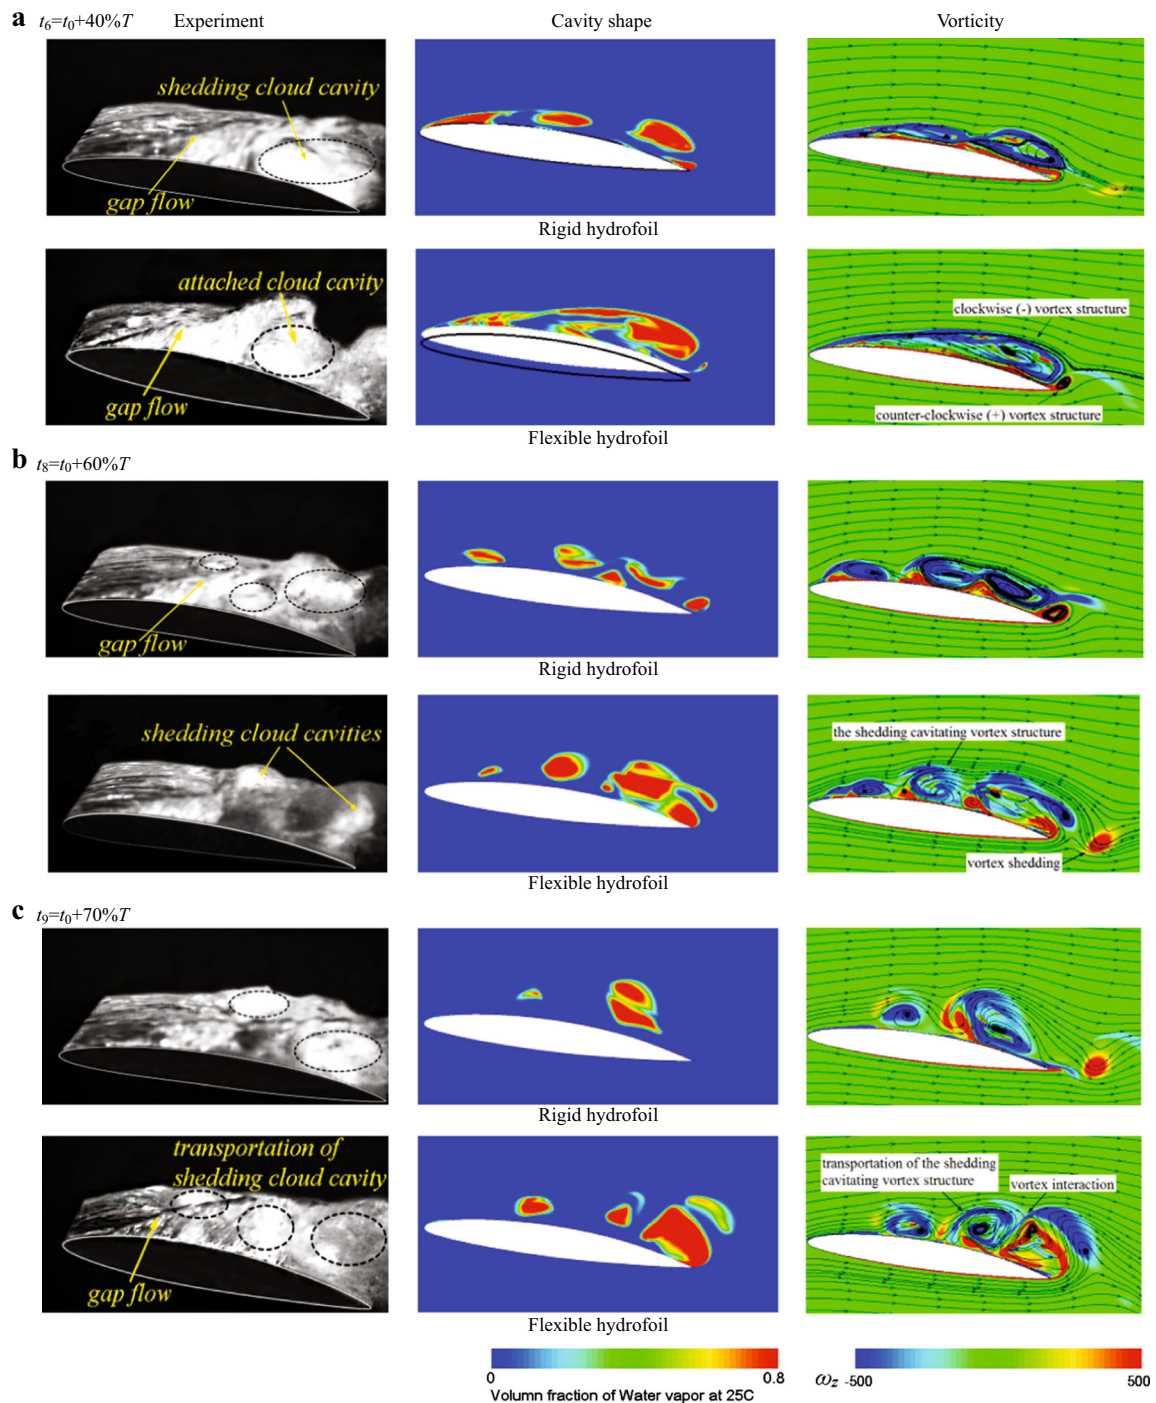 a t6=t0+40%T Experiment Cavity shape Vorticity
shedding cloud cavity
gap flow
Rigid hydrofoil
attached cloud cavity
gap flow
clockwise (-) vortex structure
counter-clockwise (+) vortex structure
Flexible hydrofoil
b t8=t0+60%T
gap flow
Rigid hydrofoil
shedding cloud cavities
the shedding cavitating vortex structure
vortex shedding
Flexible hydrofoil
c t9=t0+70%T
Rigid hydrofoil
transportation of
shedding cloud cavity
gap flow
transportation of the shedding
cavitating vortex structure
vortex interaction
Flexible hydrofoil
0 0.8
Volumn fraction of Water vapor at 25C
ωz -500 500